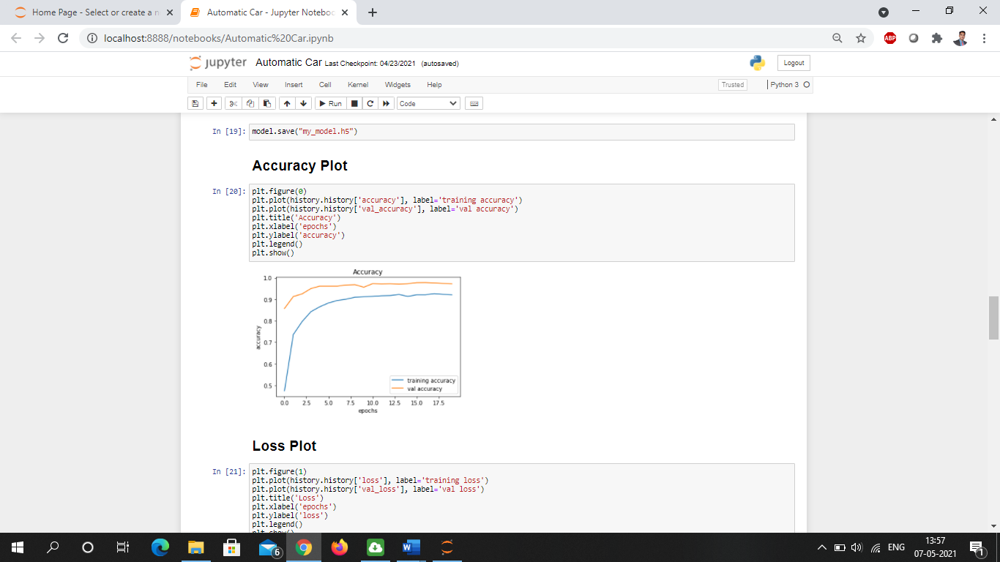 Home Page - Select or create a n
Automatic Car - Jupyter Noteboo
localhost:8888/notebooks/Automatic%20Car.ipynb
ABP
jupyter Automatic Car Last Checkpoint: 04/23/2021 (autosaved)
Logout
File Edit View Insert Cell Kernel Widgets Help
Trusted
Python 3
Run
Code
In [19]: model.save("my_model.h5")
Accuracy Plot
In [20]: plt.figure(0)
plt.plot(history.history['accuracy'], label='training accuracy')
plt.plot(history.history['val_accuracy'], label='val accuracy')
plt.title('Accuracy')
plt.xlabel('epochs')
plt.ylabel('accuracy')
plt.legend()
plt.show()
Accuracy
1.0
0.9
0.8
0.7
0.6
0.5
accuracy
training accuracy
val accuracy
0.0 2.5 5.0 7.5 10.0 12.5 15.0 17.5
epochs
Loss Plot
In [21]: plt.figure(1)
plt.plot(history.history['loss'], label='training loss')
plt.plot(history.history['val_loss'], label='val loss')
plt.title('Loss')
plt.xlabel('epochs')
plt.ylabel('loss')
plt.legend()
plt.show()
6
W
ENG
13:57
07-05-2021
1